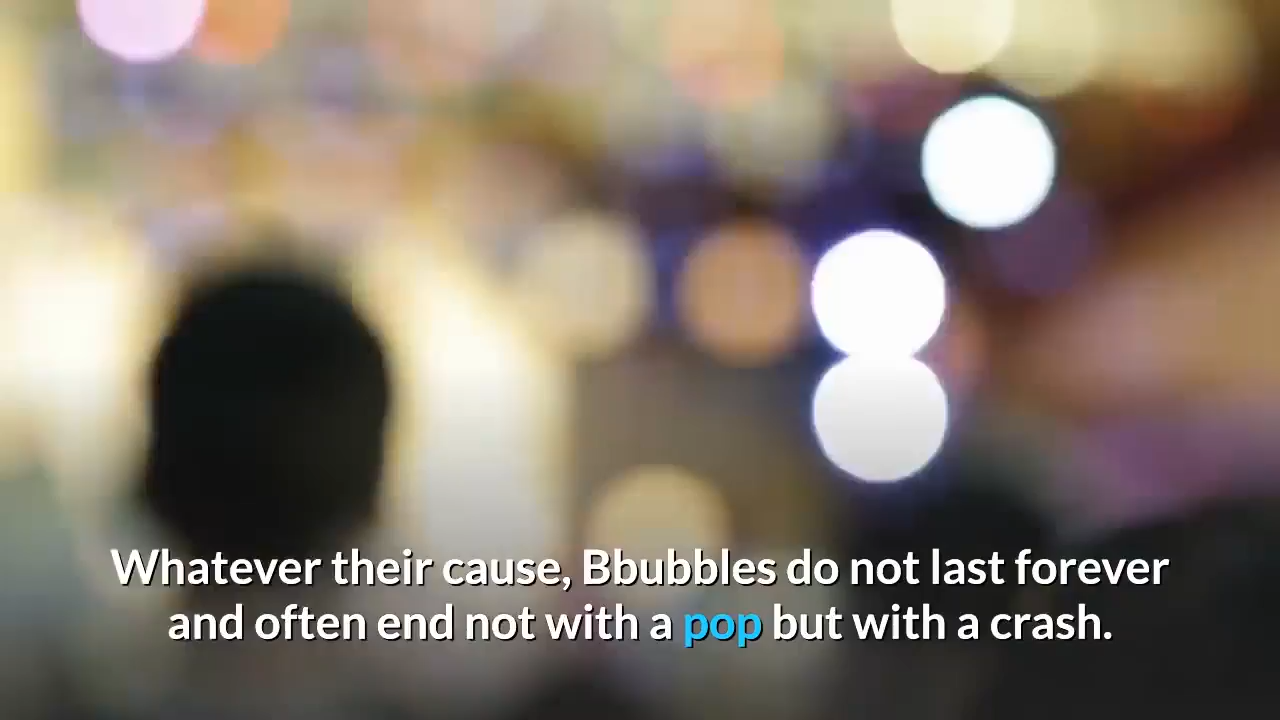 Whatever their cause, Bbubbles do not last forever
and often end not with a pop but with a crash.